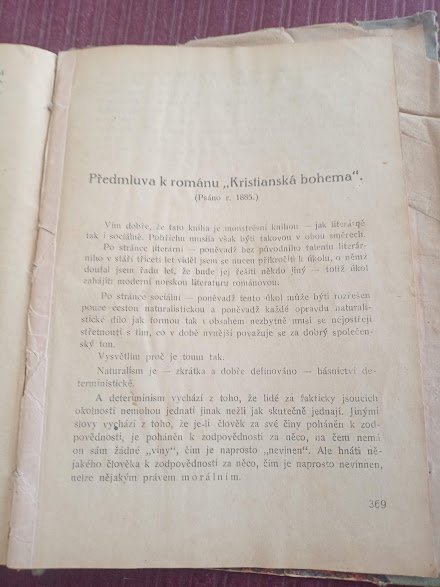 Předmluva k románu „Kristianská bohema“.
(Psáno r. 1885.)
Vím dobře, že tato kniha je monstresní knihou — jak literárně
tak i sociálně. Pohříchu musila však býti takovou v obou směrech.
Po stránce literární — poněvadž bez původního talentu literár-
ního v stáří třiceti let viděl jsem se nucen přikročiti k úkolu, o němž
doufal jsem řadu let, že bude jej řešiti někdo jiný — totiž úkol
zahájiti moderní norskou literaturu románovou.
Po stránce sociální — poněvadž tento úkol může býti rozřešen
pouze cestou naturalistickou a poněvadž každé opravdu naturalisti-
cké dílo jak formou tak i obsahem nezbytně musí se nejostřeji
střetnouti s tím, co v době nynější považuje se za dobrý společen-
ský ton.
Vysvětlím proč je tomu tak.
Naturalism je — zkrátka a dobře definováno — básnictví de-
terministické.
A determinism vychází z toho, že lidé za fakticky jsoucích
okolností nemohou jednati jinak nežli jak skutečně jednají. Jinými
slovy vychází z toho, že je-li člověk za své činy poháněn k zod-
povědnosti, je poháněn k zodpovědnosti za něco, na čem nemá
on sám žádné „viny“, čím je naprosto „nevinen“. Ale hnáti ně-
jakého člověka k zodpovědnosti za něco, čím je naprosto nevinnen,
nelze nějakým právem morálním.
369